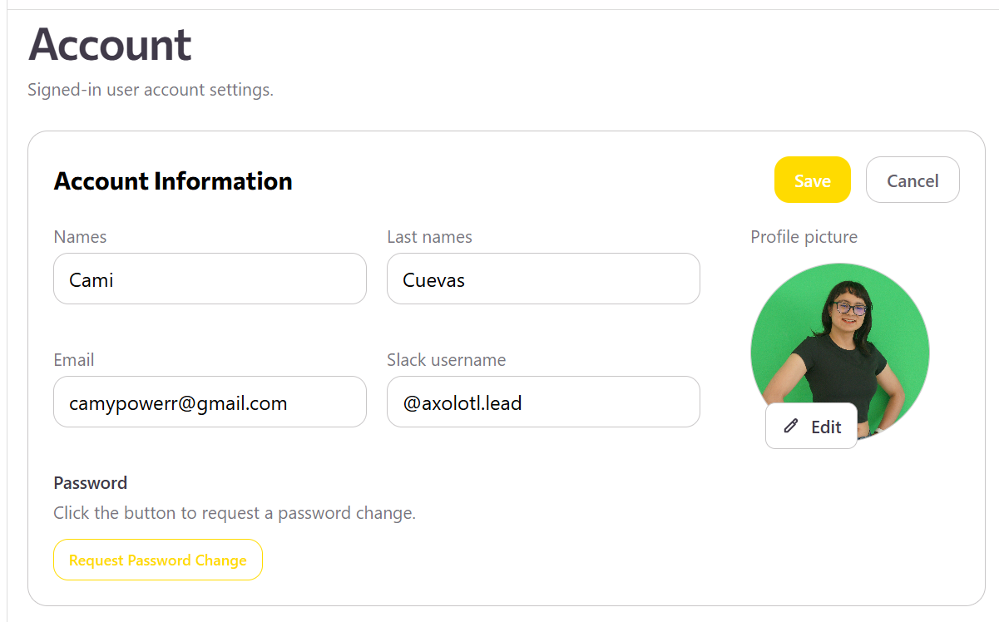 Account
Signed-in user account settings.
Account Information
Save
Cancel
Names
Last names
Profile picture
Cami
Cuevas
Email
Slack username
camypowerr@gmail.com
@axolotl.lead
Edit
Password
Click the button to request a password change.
Request Password Change